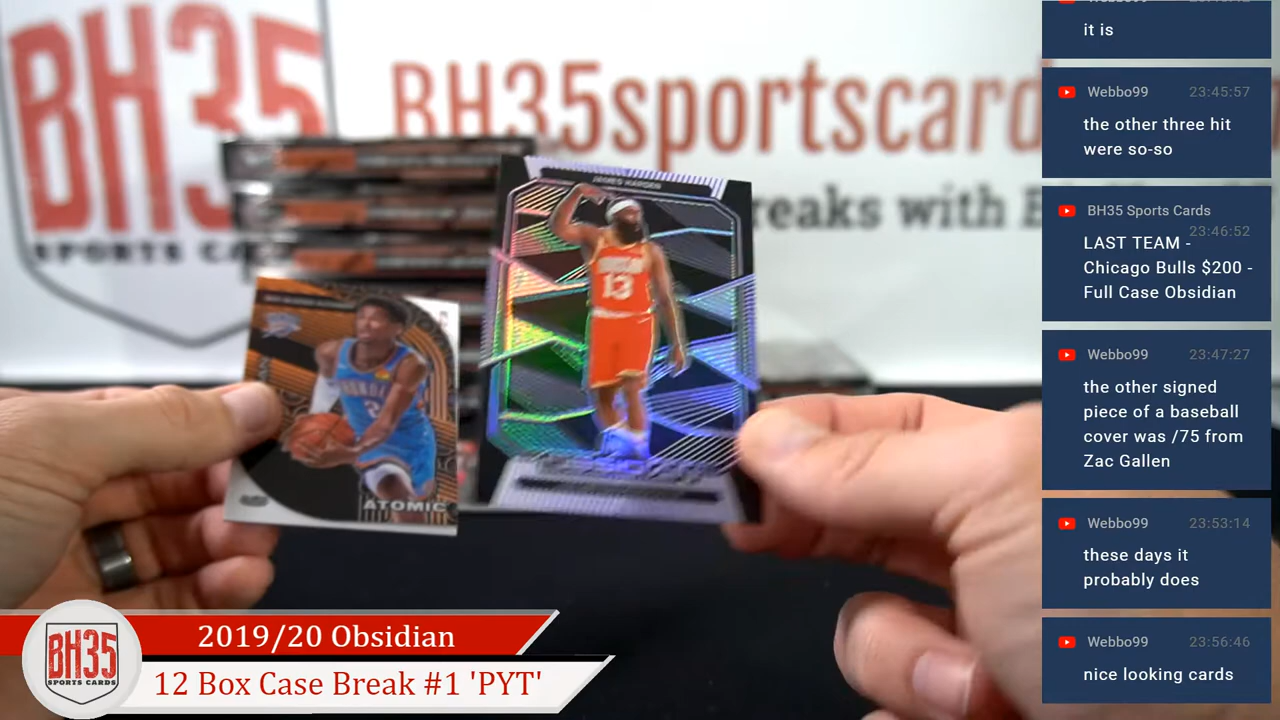 BH35
SPORTS CA
BH35sportscard
reaks with
JAMES HARDEN
13
ATOMIC
2019/20 Obsidian
12 Box Case Break #1 'PYT'
BH35
SPORTS CARDS
it is
Webbo99 23:45:57
the other three hit
were so-so
BH35 Sports Cards
23:46:52
LAST TEAM -
Chicago Bulls $200 -
Full Case Obsidian
Webbo99 23:47:27
the other signed
piece of a baseball
cover was /75 from
Zac Gallen
Webbo99 23:53:14
these days it
probably does
Webbo99 23:56:46
nice looking cards